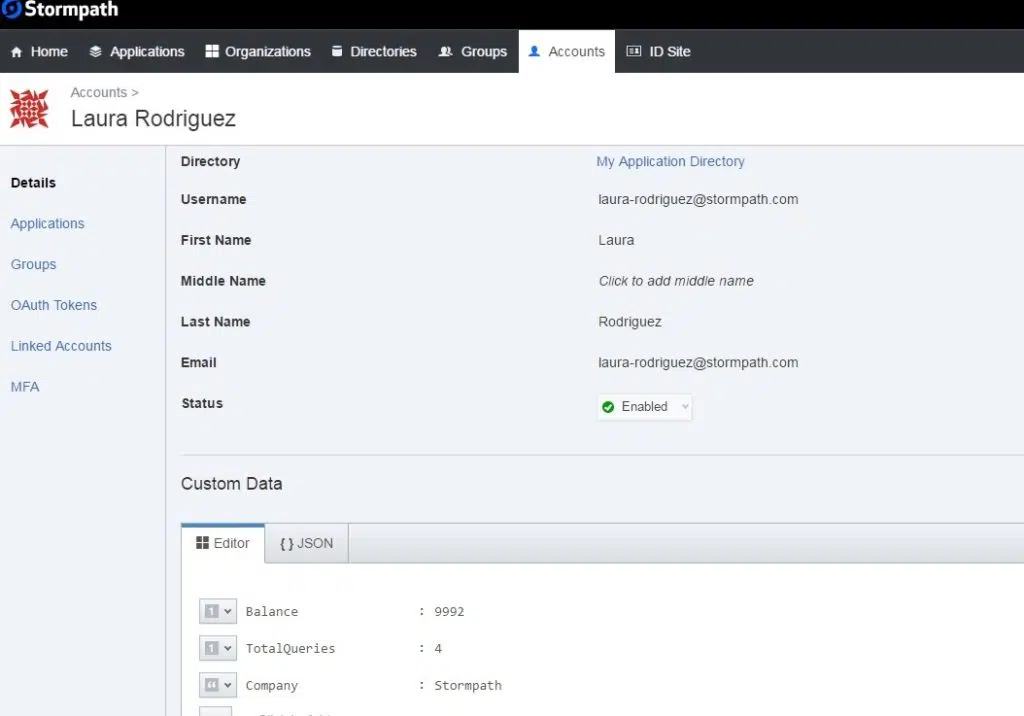 Stormpath
Home Applications Organizations Directories Groups Accounts ID Site
Accounts >
Laura Rodriguez
Details
Applications
Groups
OAuth Tokens
Linked Accounts
MFA
Directory My Application Directory
Username laura-rodriguez@stormpath.com
First Name Laura
Middle Name Click to add middle name
Last Name Rodriguez
Email laura-rodriguez@stormpath.com
Status Enabled
Custom Data
Editor { } JSON
1 Balance : 9992
1 TotalQueries : 4
“ Company : Stormpath